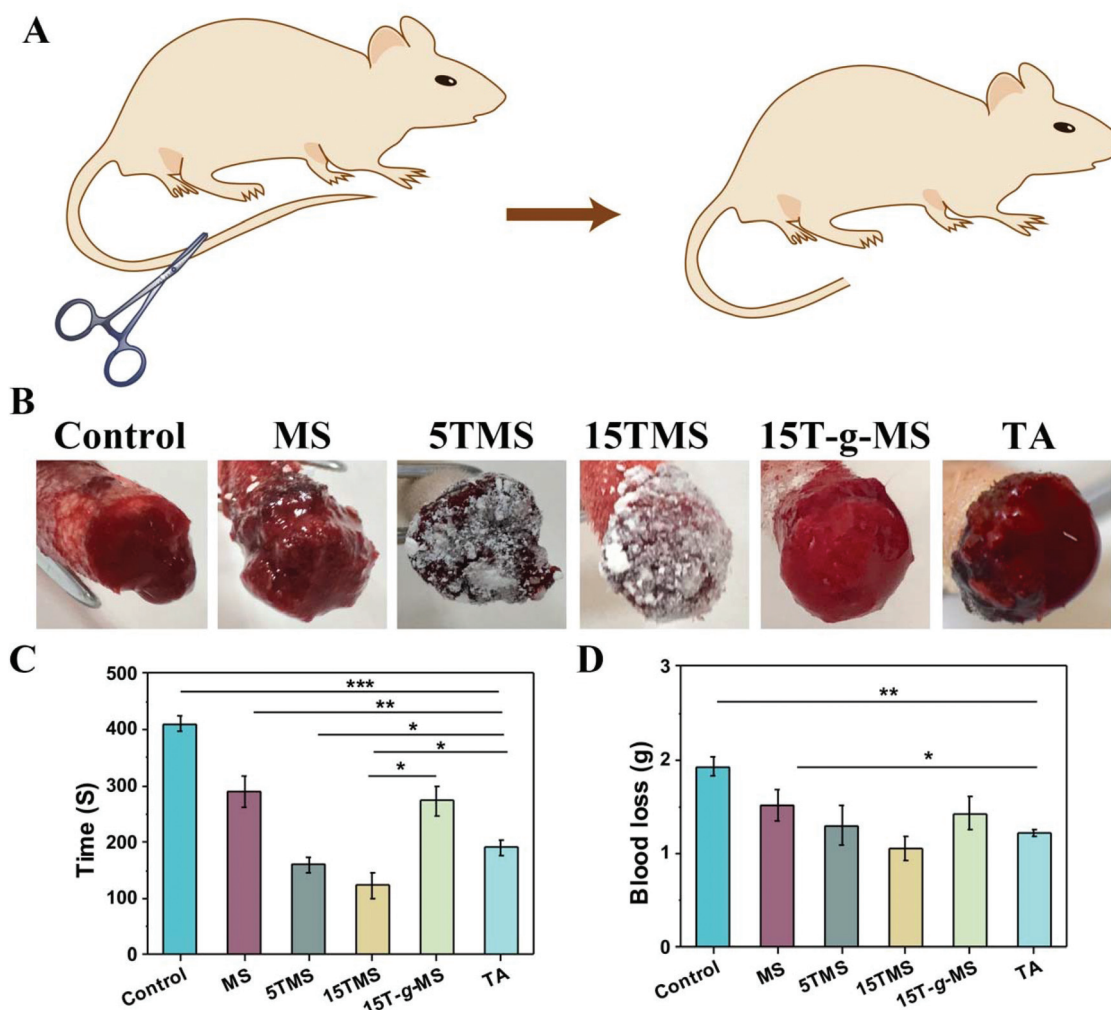 A
B
Control MS 5TMS 15TMS 15T-g-MS TA
C
Time (S)
500
400
300
200
100
0
***
**
*
*
*
Control MS 5TMS 15TMS 15T-g-MS TA
D
Blood loss (g)
3
2
1
0
**
*
Control MS 5TMS 15TMS 15T-g-MS TA